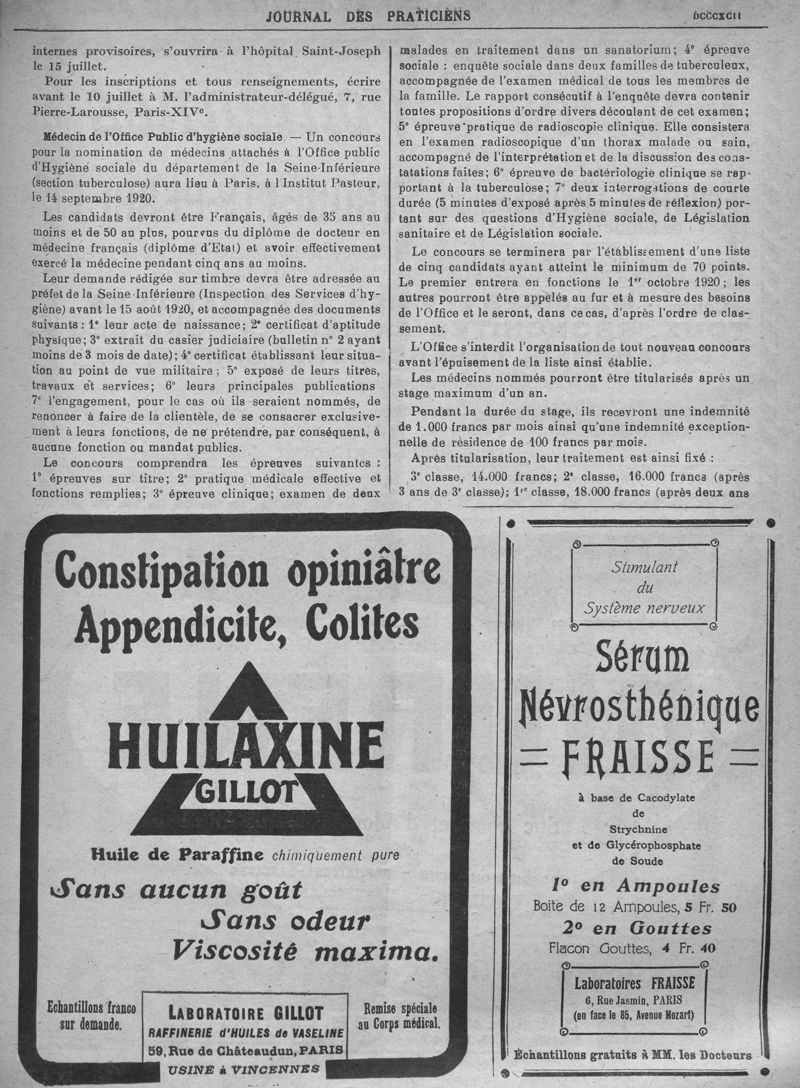 JOURNAL DES PRATICIENS
DCCCXCII
internes provisoires, s'ouvrira à l'hôpital Saint-Joseph
le 15 juillet.
Pour les inscriptions et tous renseignements, écrire
avant le 10 juillet à M. l'administrateur-délégué, 7, rue
Pierre-Larousse, Paris-XIVe.
Médecin de l'Office Public d'hygiène sociale. — Un concours
pour la nomination de médecins attachés à l'Office public
d'Hygiène sociale du département de la Seine-Inférieure
(section tuberculose) aura lieu à Paris, à l'Institut Pasteur,
le 14 septembre 1920.
Les candidats devront être Français, âgés de 35 ans au
moins et de 50 au plus, pourvus du diplôme de docteur en
médecine français (diplôme d'Etat) et avoir effectivement
exercé la médecine pendant cinq ans au moins.
Leur demande rédigée sur timbre devra être adressée au
préfet de la Seine-Inférieure (Inspection des Services d'hy-
giène) avant le 15 août 1920, et accompagnée des documents
suivants : 1° leur acte de naissance; 2° certificat d'aptitude
physique; 3° extrait du casier judiciaire (bulletin n° 2 ayant
moins de 3 mois de date); 4° certificat établissant leur situa-
tion au point de vue militaire; 5° exposé de leurs titres,
travaux et services; 6° leurs principales publications
7° l'engagement, pour le cas où ils seraient nommés, de
renoncer à faire de la clientèle, de se consacrer exclusive-
ment à leurs fonctions, de ne prétendre, par conséquent, à
aucune fonction ou mandat publics.
Le concours comprendra les épreuves suivantes :
1° épreuves sur titre; 2° pratique médicale effective et
fonctions remplies; 3° épreuve clinique; examen de deux
malades en traitement dans un sanatorium; 4° épreuve
sociale : enquête sociale dans deux familles de tuberculeux,
accompagnée de l'examen médical de tous les membres de
la famille. Le rapport consécutif à l'enquête devra contenir
toutes propositions d'ordre divers découlant de cet examen;
5° épreuve pratique de radioscopie clinique. Elle consistera
en l'examen radioscopique d'un thorax malade ou sain,
accompagné de l'interprétation et de la discussion des cons-
tatations faites; 6° épreuve de bactériologie clinique se rap-
portant à la tuberculose; 7° deux interrogations de courte
durée (5 minutes d'exposé après 5 minutes de réflexion) por-
tant sur des questions d'Hygiène sociale, de Législation
sanitaire et de Législation sociale.
Le concours se terminera par l'établissement d'une liste
de cinq candidats ayant atteint le minimum de 70 points.
Le premier entrera en fonctions le 1er octobre 1920; les
autres pourront être appelés au fur et à mesure des besoins
de l'Office et le seront, dans ce cas, d'après l'ordre de clas-
sement.
L'Office s'interdit l'organisation de tout nouveau concours
avant l'épuisement de la liste ainsi établie.
Les médecins nommés pourront être titularisés après un
stage maximum d'un an.
Pendant la durée du stage, ils recevront une indemnité
de 1.000 francs par mois ainsi qu'une indemnité exception-
nelle de résidence de 100 francs par mois.
Après titularisation, leur traitement est ainsi fixé :
3e classe, 14.000 francs; 2e classe, 16.000 francs (après
3 ans de 3e classe); 1re classe, 18.000 francs (après deux ans
Constipation opiniâtre
Appendicite, Colites
HUILAXINE
GILLOT
Huile de Paraffine chimiquement pure
Sans aucun goût
Sans odeur
Viscosité maxima.
Echantillons franco
sur demande.
LABORATOIRE GILLOT
RAFFINERIE d'HUILES de VASELINE
59, Rue de Châteaudun, PARIS
USINE à VINCENNES
Remise spéciale
au Corps médical.
Stimulant
du
Système nerveux
Sérum
Névrosthénique
= FRAISSE =
à base de Cacodylate
de
Strychnine
et de Glycérophosphate
de Soude
1° en Ampoules
Boite de 12 Ampoules, 5 Fr. 50
2° en Gouttes
Flacon Gouttes, 4 Fr. 40
Laboratoires FRAISSE
6, Rue Jasmin, PARIS
(en face le 85, Avenue Mozart)
Échantillons gratuits à MM. les Docteurs